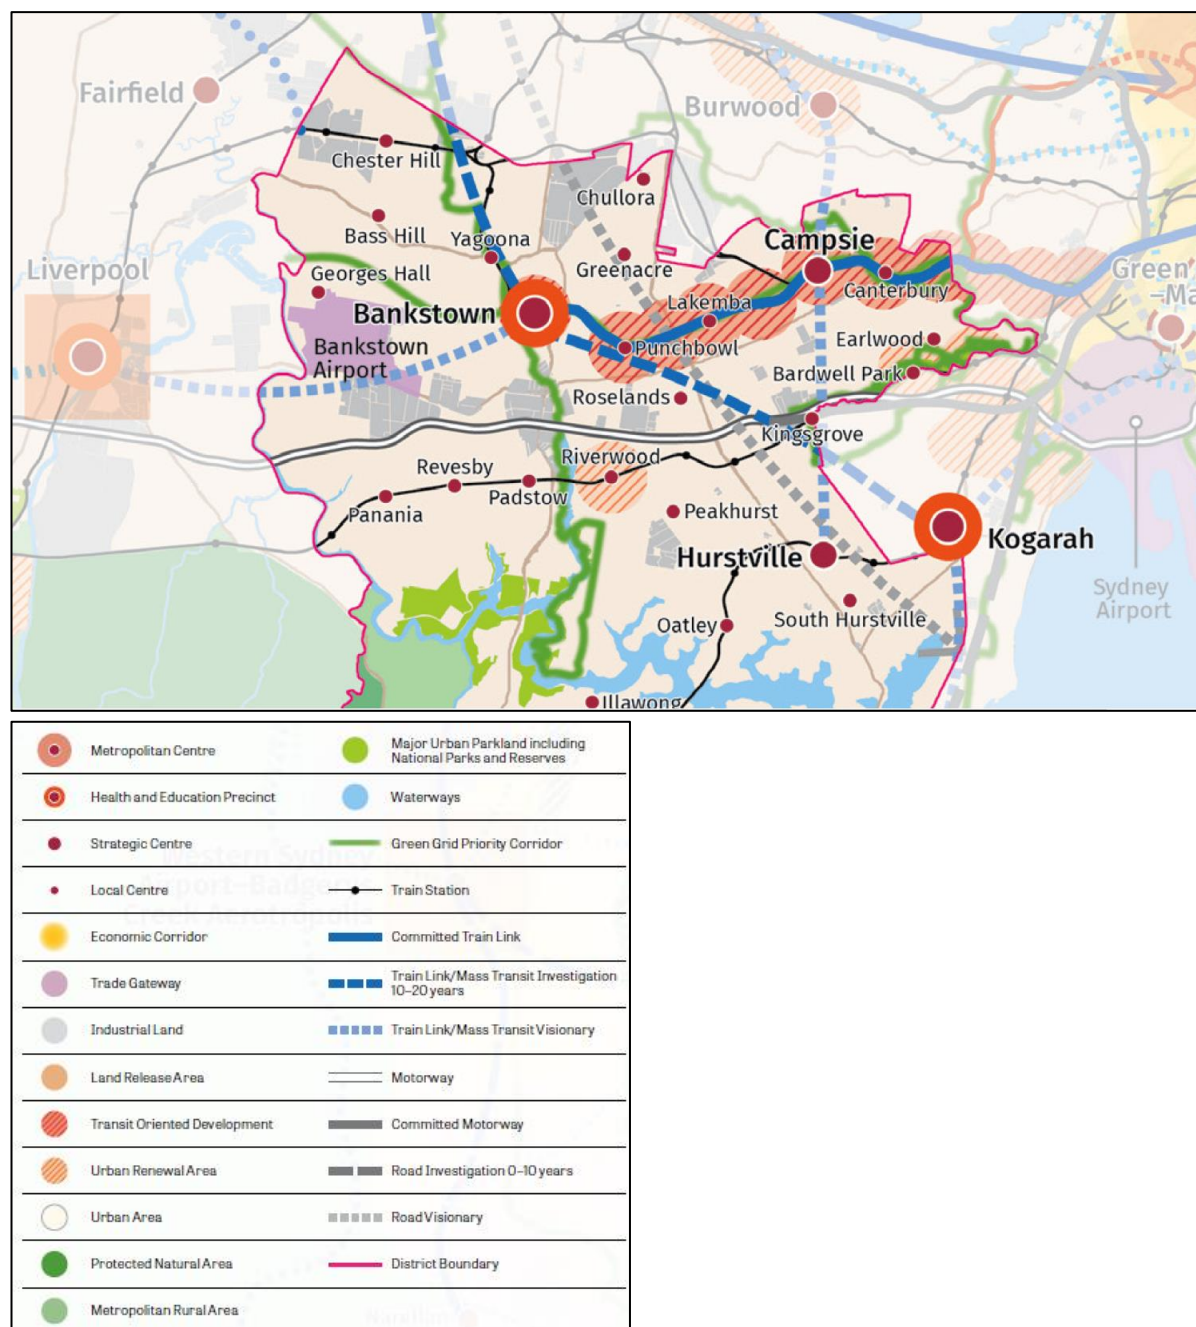 Fairfield
Burwood
Chester Hill
Chullora
Bass Hill
Yagoona
Campsie
Liverpool
Georges Hall
Greenacre
Green
–Ma
Canterbury
Lakemba
Bankstown
Bankstown
Airport
Punchbowl
Earlwood
Bardwell Park
Roselands
Kingsgrove
Riverwood
Revesby
Padstow
Panania
Peakhurst
Kogarah
Hurstville
Sydney
Airport
South Hurstville
Oatley
Illawong
Metropolitan Centre
Major Urban Parkland including
National Parks and Reserves
Health and Education Precinct
Waterways
Strategic Centre
Green Grid Priority Corridor
Western Sydney
Airport–Badgerys
Creek Aerotropolis
Local Centre
Train Station
Economic Corridor
Committed Train Link
Trade Gateway
Train Link/Mass Transit Investigation
10–20 years
Industrial Land
Train Link/Mass Transit Visionary
Land Release Area
Motorway
Transit Oriented Development
Committed Motorway
Urban Renewal Area
Road Investigation 0–10 years
Urban Area
Road Visionary
Protected Natural Area
District Boundary
Metropolitan Rural Area